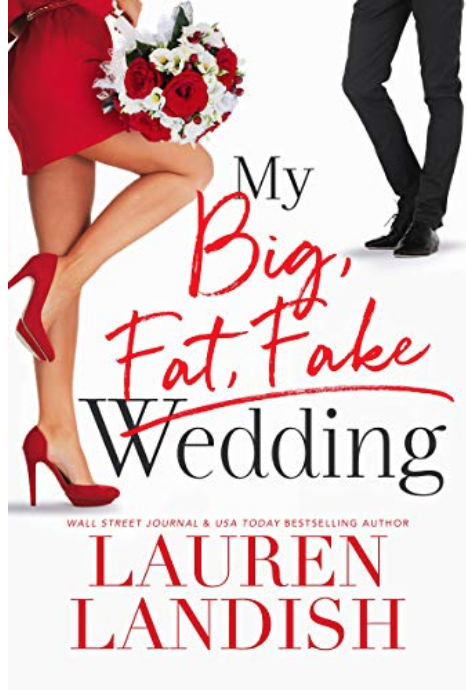 My
Big,
Fat, Fake
Wedding
WALL STREET JOURNAL & USA TODAY BESTSELLING AUTHOR
LAUREN
LANDISH